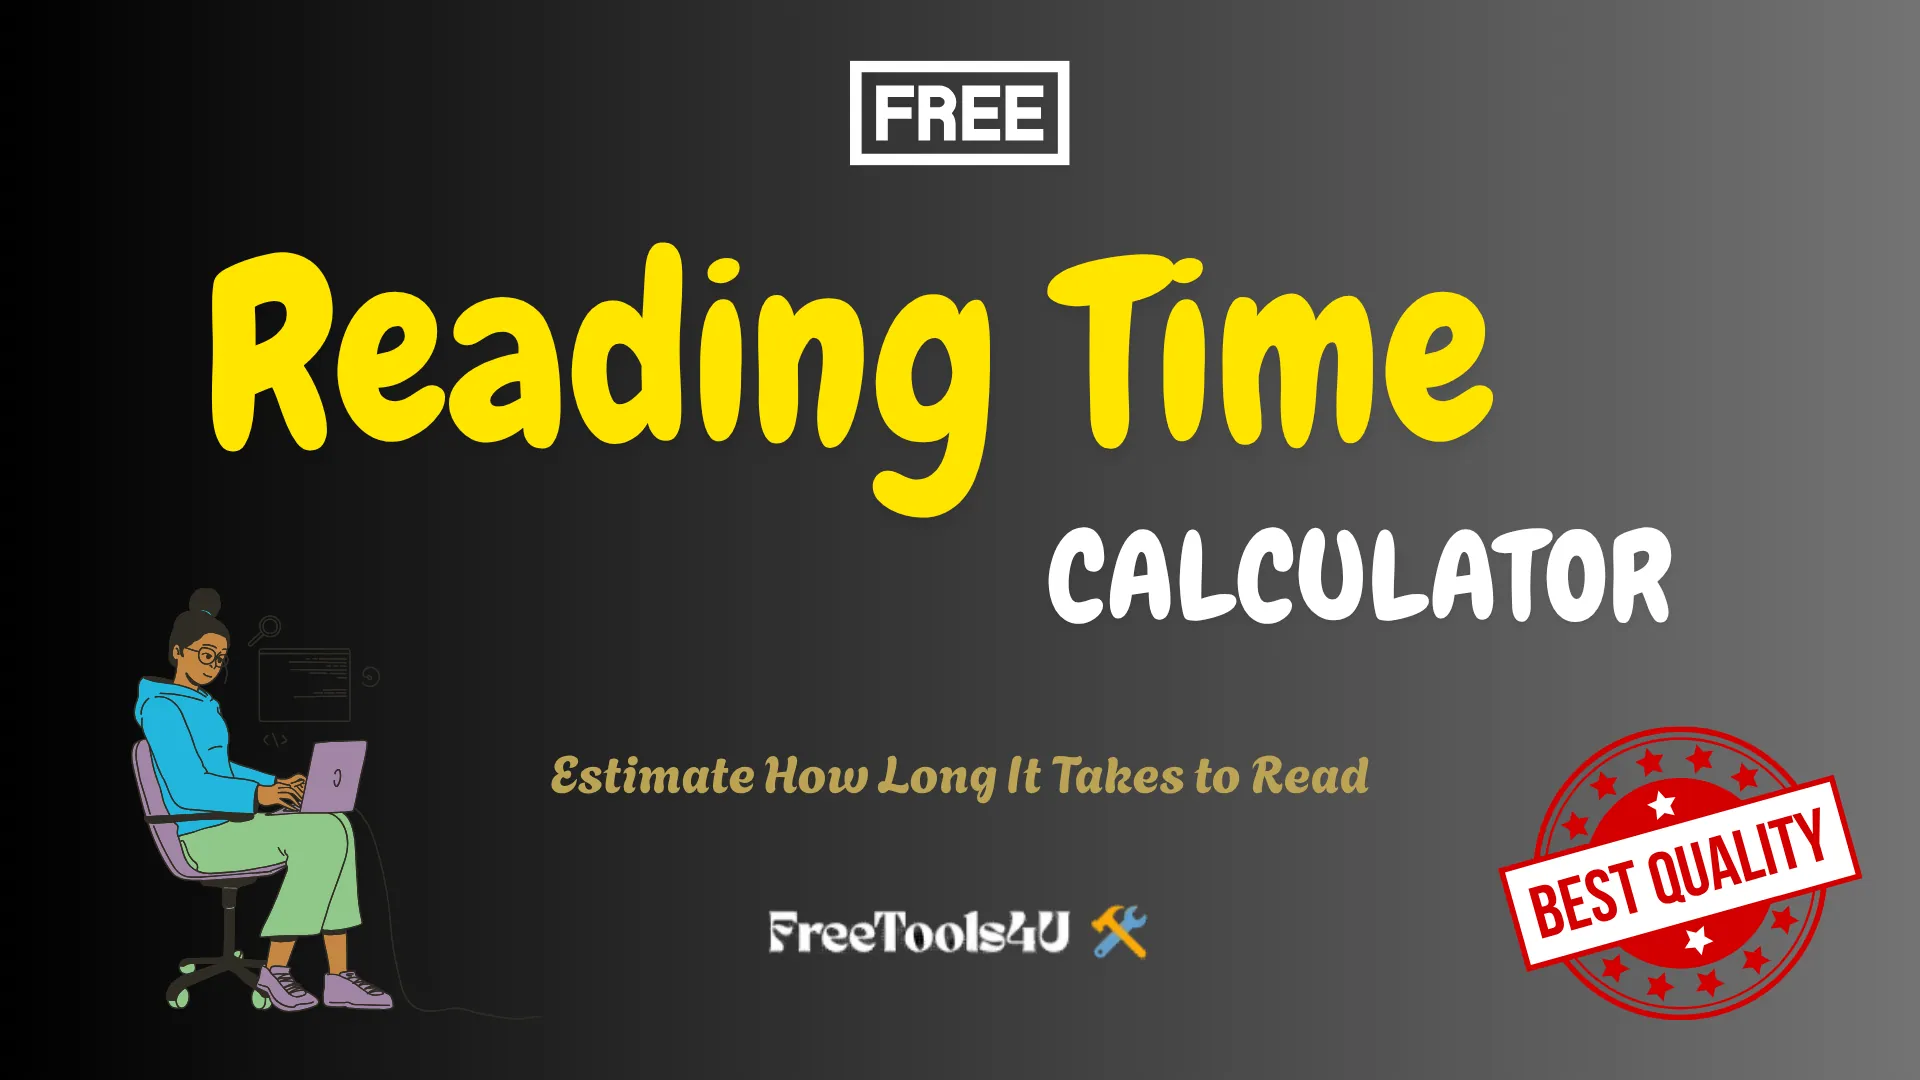 FREE
Reading Time
CALCULATOR
Estimate How Long It Takes to Read
FreeTools4U
BEST QUALITY